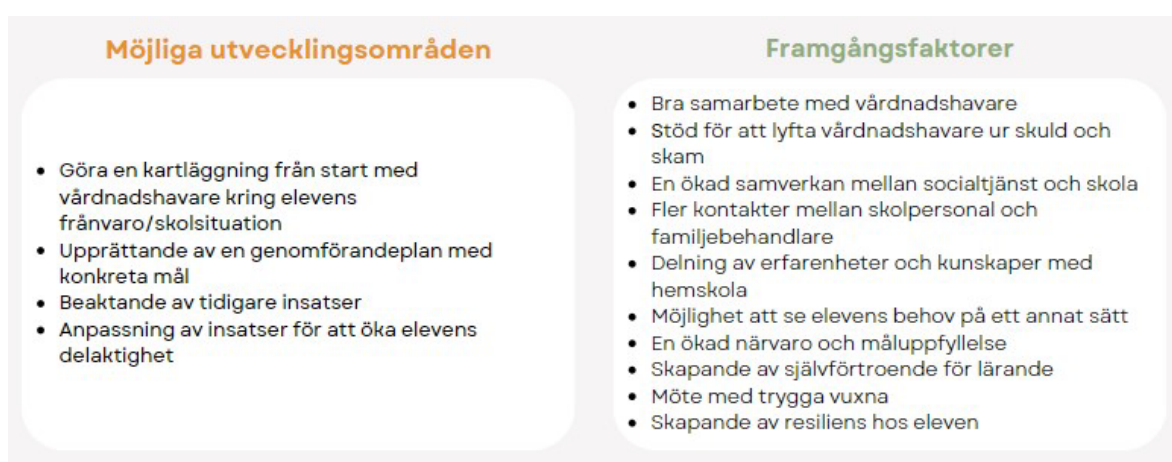 Möjliga utvecklingsområden
• Göra en kartläggning från start med
vårdnadshavare kring elevens
frånvaro/skolsituation
• Upprättande av en genomförandeplan med
konkreta mål
• Beaktande av tidigare insatser
• Anpassning av insatser för att öka elevens
delaktighet
Framgångsfaktorer
• Bra samarbete med vårdnadshavare
• Stöd för att lyfta vårdnadshavare ur skuld och
skam
• En ökad samverkan mellan socialtjänst och skola
• Fler kontakter mellan skolpersonal och
familjebehandlare
• Delning av erfarenheter och kunskaper med
hemskola
• Möjlighet att se elevens behov på ett annat sätt
• En ökad närvaro och måluppfyllelse
• Skapande av självförtroende för lärande
• Möte med trygga vuxna
• Skapande av resiliens hos eleven